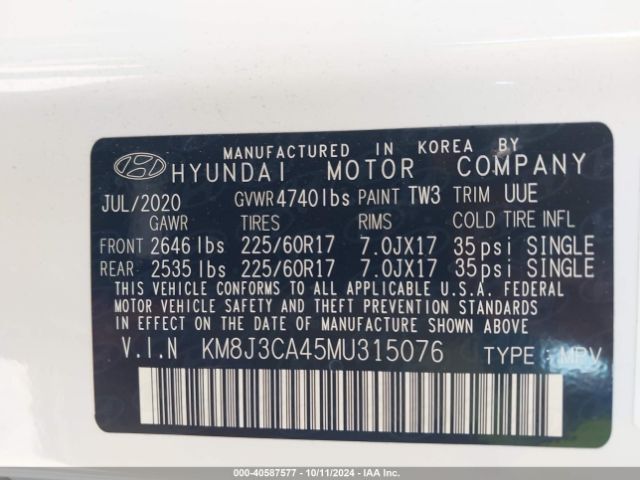 MANUFACTURED IN KOREA BY
HYUNDAI MOTOR COMPANY
JUL/2020 GVWR 4740lbs PAINT TW3 TRIM UUE
GAWR TIRES RIMS COLD TIRE INFL
FRONT 2646 lbs 225/60R17 7.0JX17 35psi SINGLE
REAR 2535 lbs 225/60R17 7.0JX17 35psi SINGLE
THIS VEHICLE CONFORMS TO ALL APPLICABLE U.S.A. FEDERAL
MOTOR VEHICLE SAFETY AND THEFT PREVENTION STANDARDS
IN EFFECT ON THE DATE OF MANUFACTURE SHOWN ABOVE
V.I.N KM8J3CA45MU315076 TYPE : MPV
000-40587577 - 10/11/2024 - IAA Inc.